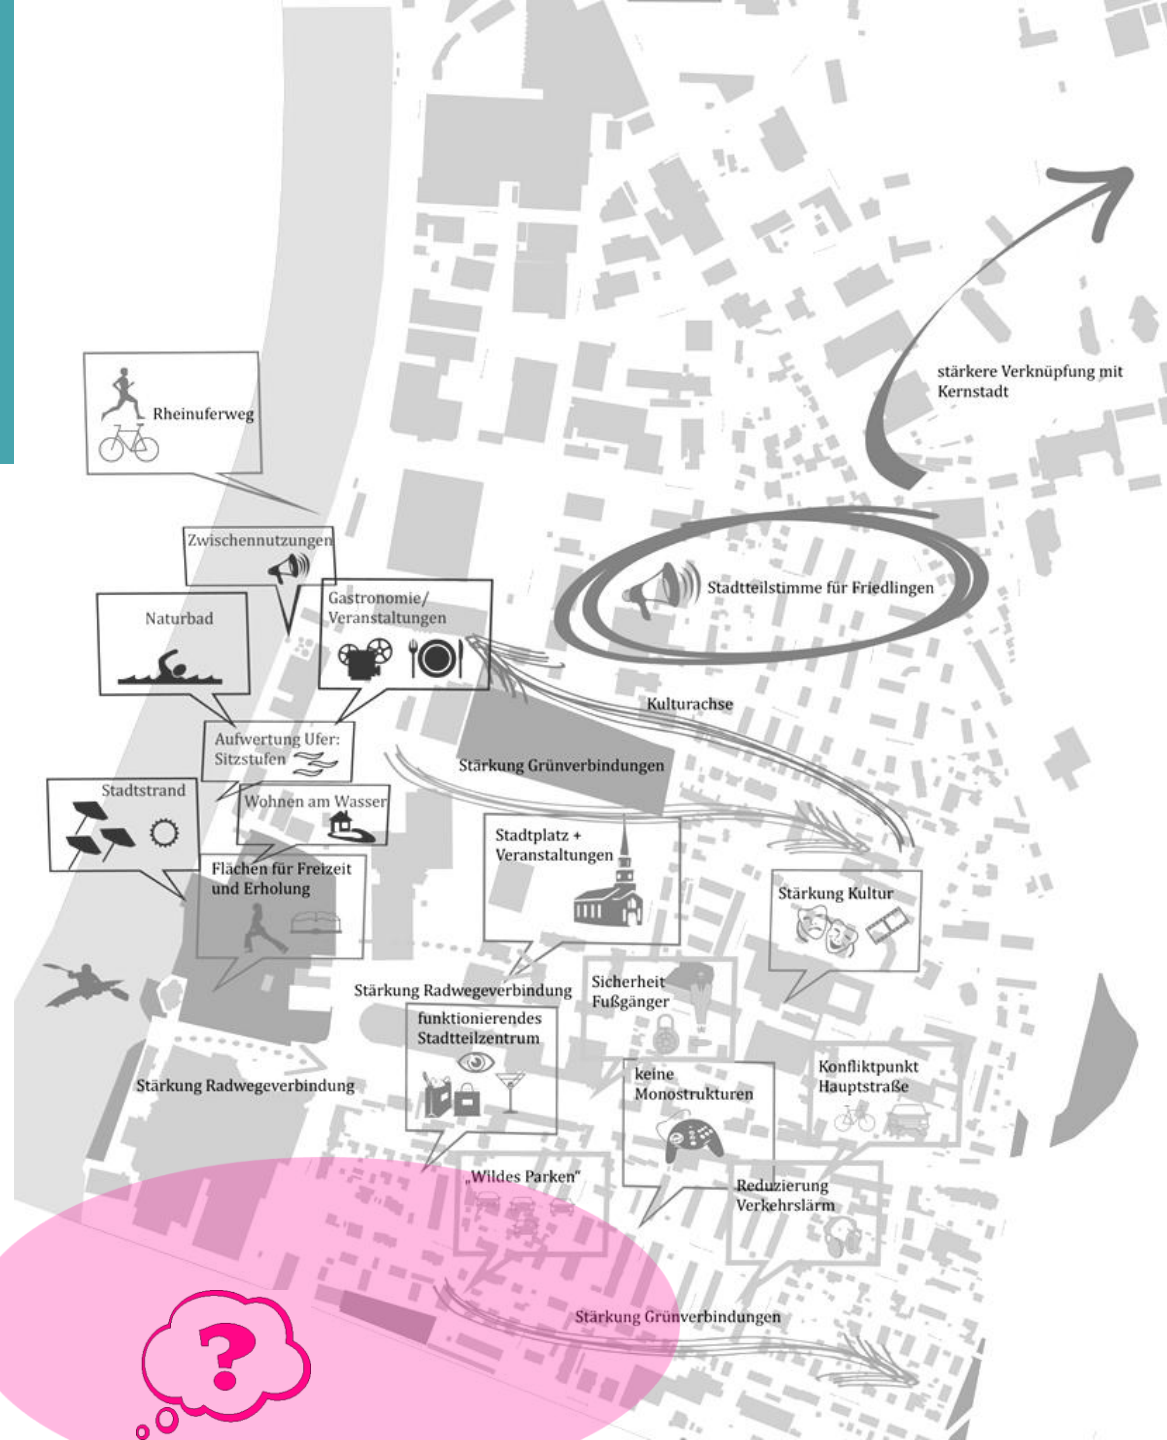 stärkere Verknüpfung mit
Kernstadt
Rheinuferweg
Zwischennutzungen
Stadtteilstimme für Friedlingen
Gastronomie/
Veranstaltungen
Naturbad
Kulturachse
Aufwertung Ufer:
Sitzstufen
Stärkung Grünverbindungen
Stadtstrand
Wohnen am Wasser
Stadtplatz +
Veranstaltungen
Flächen für Freizeit
und Erholung
Stärkung Kultur
Stärkung Radwegeverbindung
Sicherheit
Fußgänger
funktionierendes
Stadtteilzentrum
Stärkung Radwegeverbindung
keine
Monostrukturen
Konfliktpunkt
Hauptstraße
„Wildes Parken“
Reduzierung
Verkehrslärm
Stärkung Grünverbindungen
?